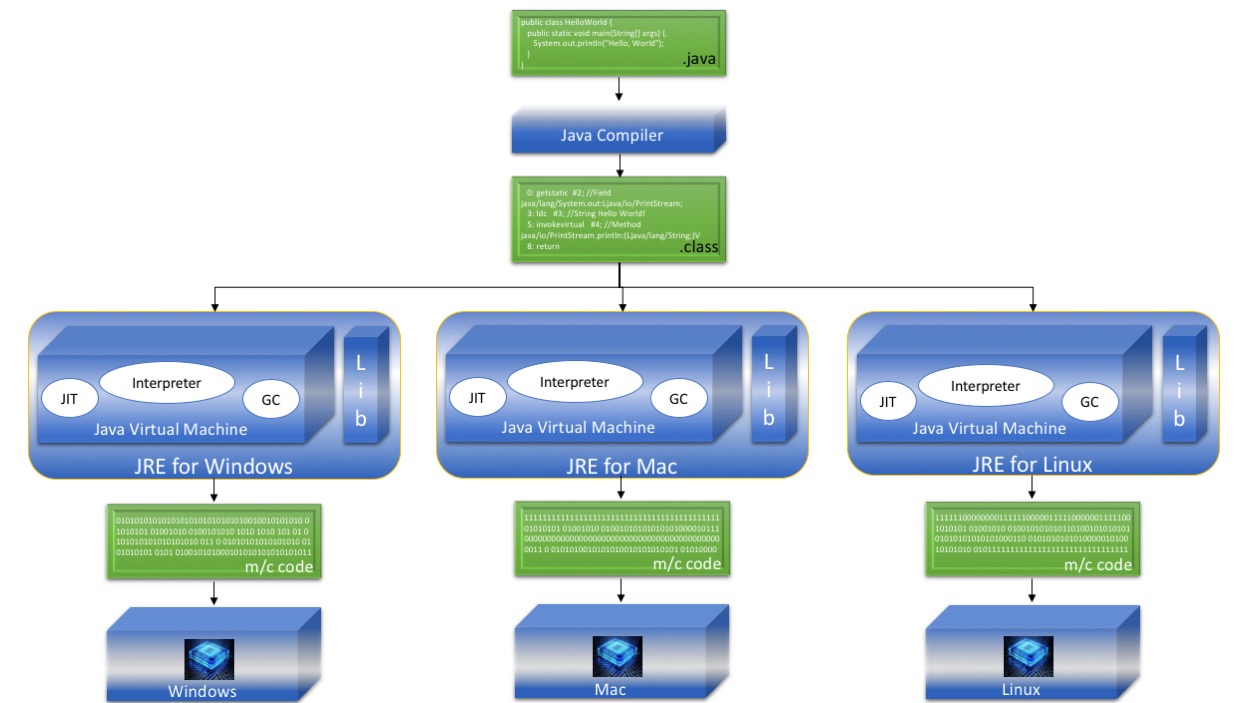 public class HelloWorld {
public static void main(String[] args) {.
System.out.println("Hello, World");
}
}
.java
Java Compiler
0: getstatic #2; //Field
java/lang/System.out:Ljava/io/PrintStream;
3: ldc #3; //String Hello World!
5: invokevirtual #4; //Method
java/io/PrintStream.println:(Ljava/lang/String;)V
8: return
.class
JIT
Interpreter
GC
Java Virtual Machine
L
i
b
JRE for Windows
JIT
Interpreter
GC
Java Virtual Machine
L
i
b
JRE for Mac
JIT
Interpreter
GC
Java Virtual Machine
L
i
b
JRE for Linux
m/c code
m/c code
m/c code
Windows
Mac
Linux